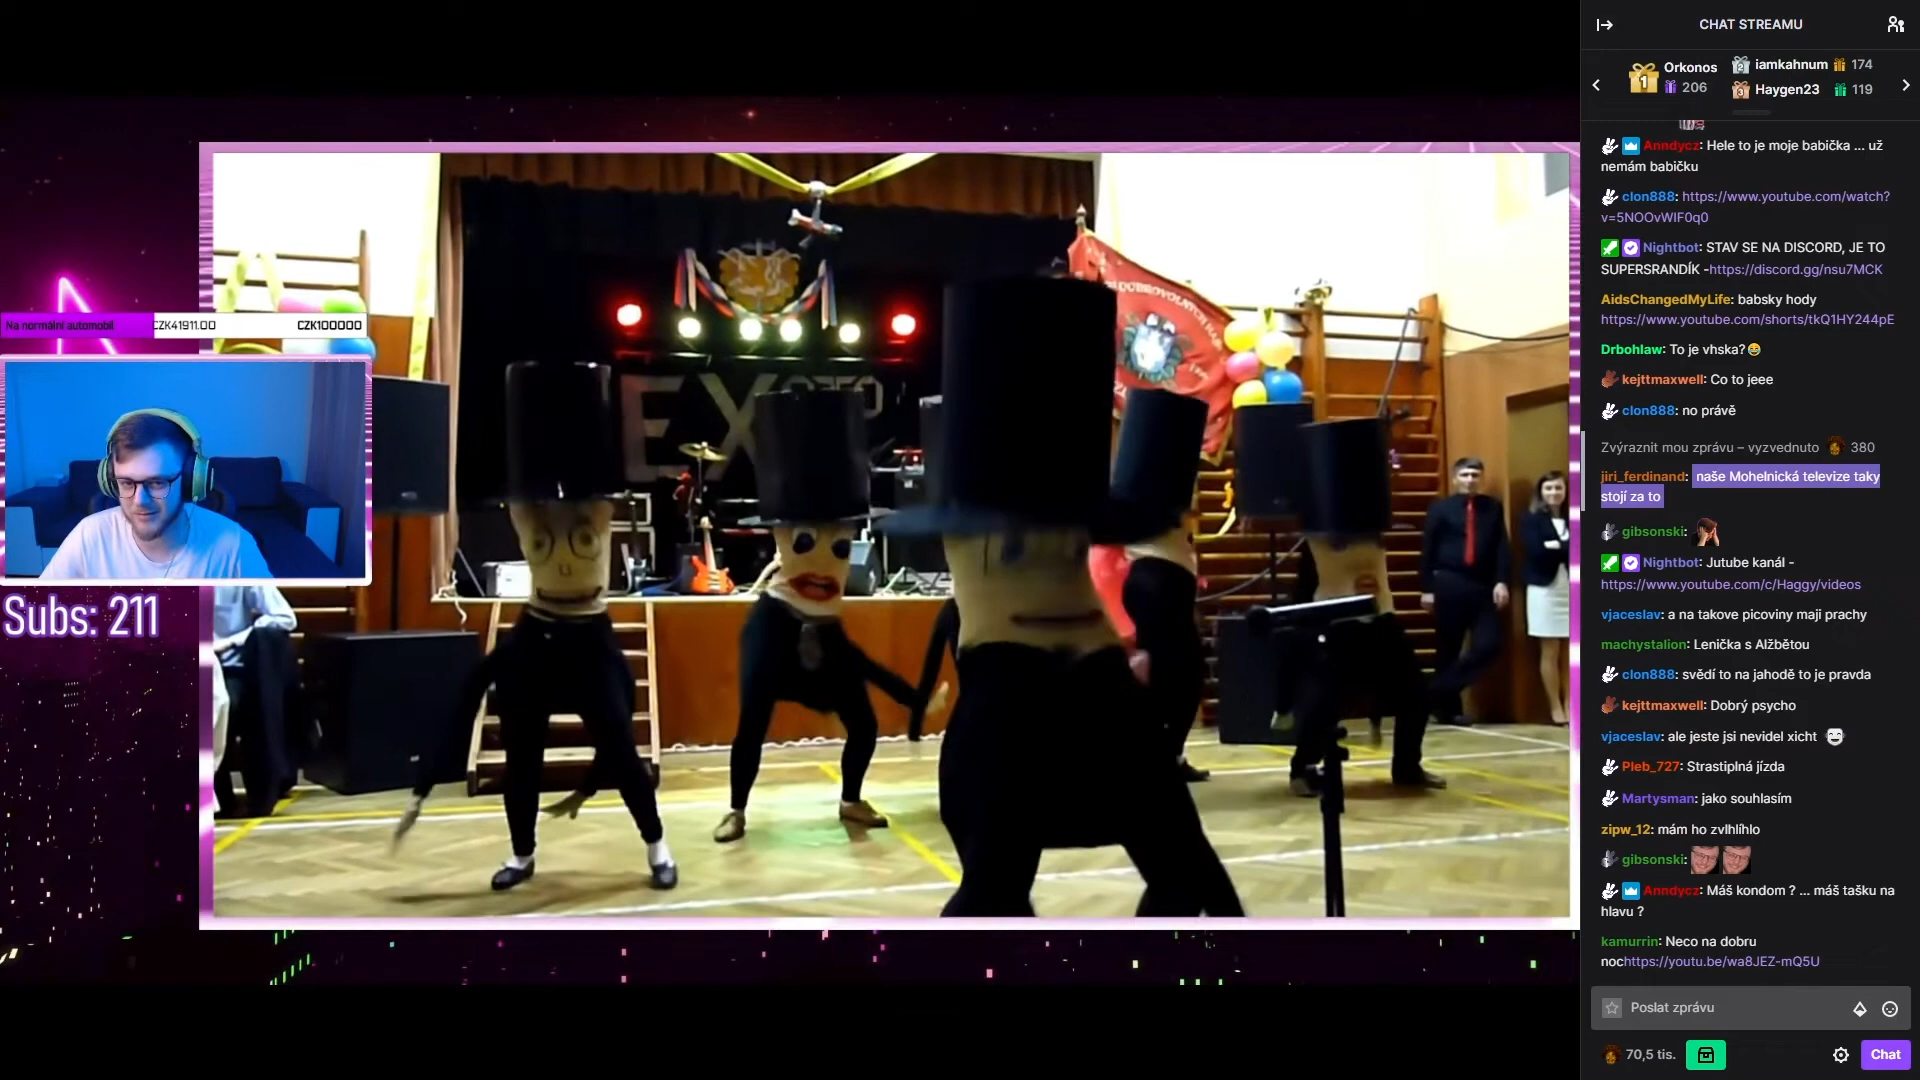 CHAT STREAMU
1
Orkonos
206
2 iamkahnum 174
3 Haygen23 119
Anndycz: Hele to je moje babička ... už
nemám babičku
clon888: https://www.youtube.com/watch?
v=5NOOvWIF0q0
Nightbot: STAV SE NA DISCORD, JE TO
SUPERSRANDÍK -https://discord.gg/nsu7MCK
AidsChangedMyLife: babsky hody
https://www.youtube.com/shorts/tkQ1HY244pE
Drbohlaw: To je vhska?
kejttmaxwell: Co to jeee
clon888: no právě
Zvýraznit mou zprávu – vyzvednuto 380
jiri_ferdinand: naše Mohelnická televize taky
stojí za to
gibsonski:
Nightbot: Jutube kanál -
https://www.youtube.com/c/Haggy/videos
vjaceslav: a na takove picoviny maji prachy
machystalion: Lenička s Alžbětou
clon888: svědí to na jahodě to je pravda
kejttmaxwell: Dobrý psycho
vjaceslav: ale jeste jsi nevidel xicht
Pleb_727: Strastiplná jízda
Martysman: jako souhlasím
zipw_12: mám ho zvlhlíhlo
gibsonski:
Anndycz: Máš kondom ? ... máš tašku na
hlavu ?
kamurrin: Neco na dobru
nochttps://youtu.be/wa8JEZ-mQ5U
Poslat zprávu
70,5 tis.
Chat
Na normální automobil CZK41911.00 CZK100000
Subs: 211
DOBROVOLNÝCH
EX